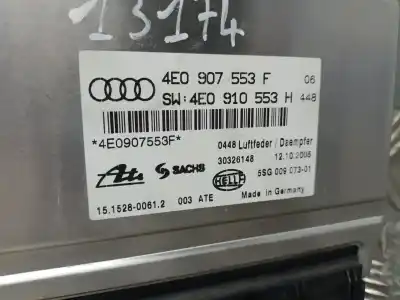 13174
4E0 907 553 F 06
SW:4E0 910 553 H 448
*4E0907553F* 0448 Luftfeder / Daempfer
30326148 12.10.2005
Ate SACHS HELLA 5SG 009 073-01
15.1528-0061.2 003 ATE Made in Germany